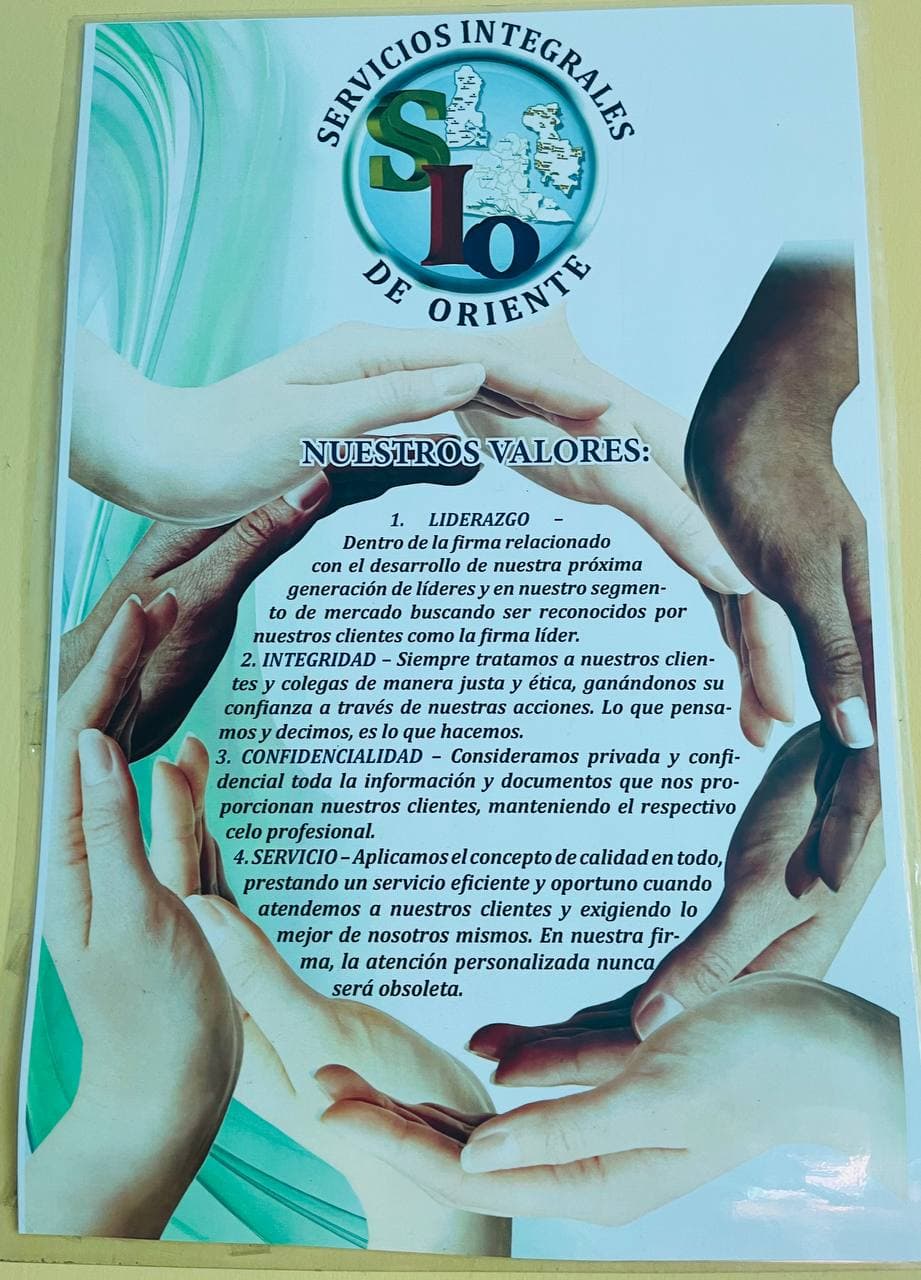 SERVICIOS INTEGRALES
SIo
DE ORIENTE
NUESTROS VALORES:
1. LIDERAZGO –
Dentro de la firma relacionado
con el desarrollo de nuestra próxima
generación de líderes y en nuestro segmen-
to de mercado buscando ser reconocidos por
nuestros clientes como la firma líder.
2. INTEGRIDAD – Siempre tratamos a nuestros clien-
tes y colegas de manera justa y ética, ganándonos su
confianza a través de nuestras acciones. Lo que pensa-
mos y decimos, es lo que hacemos.
3. CONFIDENCIALIDAD – Consideramos privada y confi-
dencial toda la información y documentos que nos pro-
porcionan nuestros clientes, manteniendo el respectivo
celo profesional.
4. SERVICIO – Aplicamos el concepto de calidad en todo,
prestando un servicio eficiente y oportuno cuando
atendemos a nuestros clientes y exigiendo lo
mejor de nosotros mismos. En nuestra fir-
ma, la atención personalizada nunca
será obsoleta.